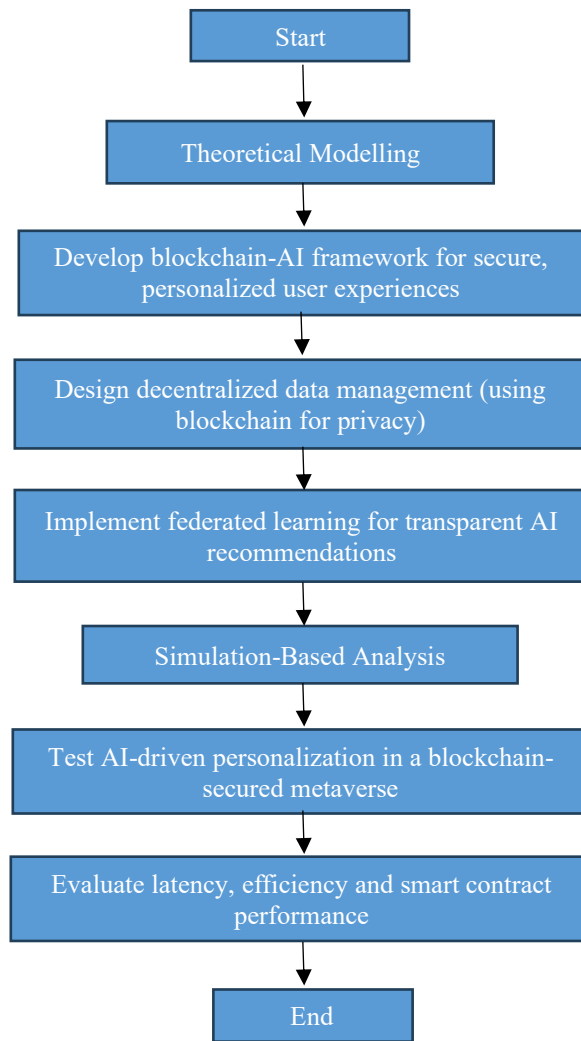 Start
Theoretical Modelling
Develop blockchain-AI framework for secure,
personalized user experiences
Design decentralized data management (using
blockchain for privacy)
Implement federated learning for transparent AI
recommendations
Simulation-Based Analysis
Test AI-driven personalization in a blockchain-
secured metaverse
Evaluate latency, efficiency and smart contract
performance
End